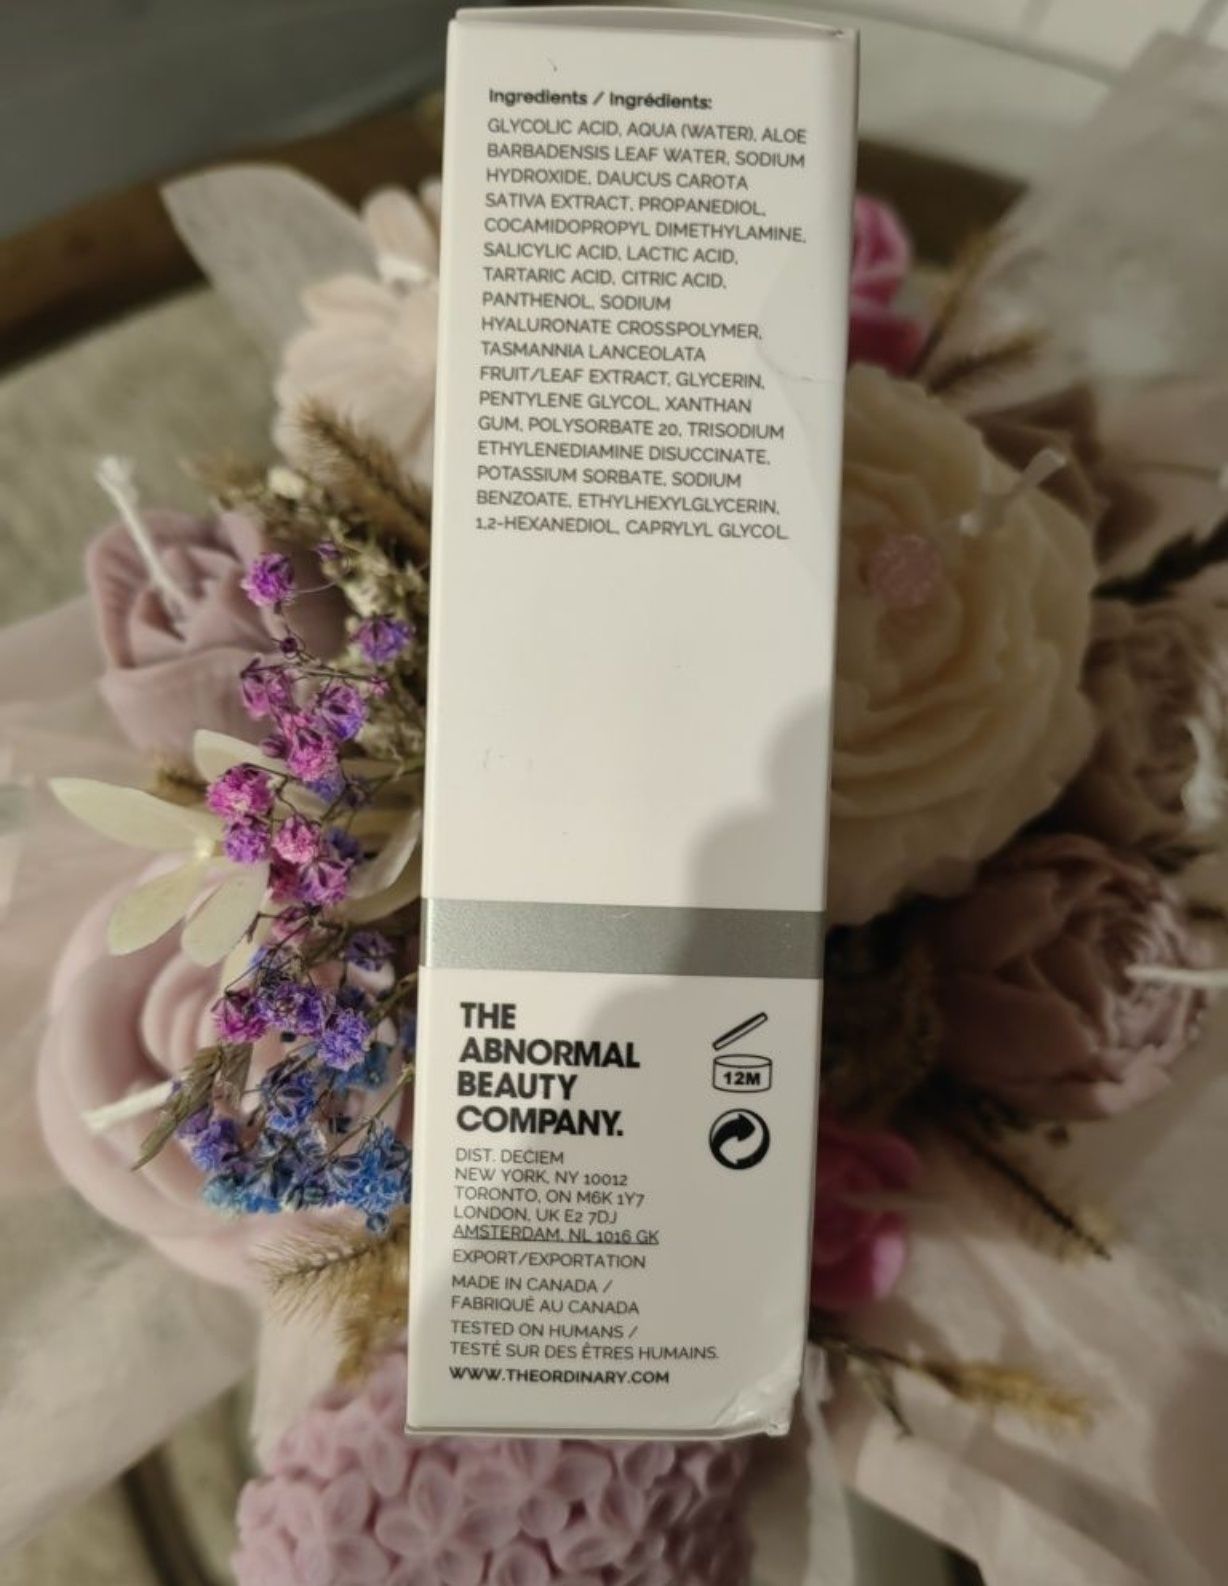 Ingredients / Ingrédients:
GLYCOLIC ACID, AQUA (WATER), ALOE
BARBADENSIS LEAF WATER, SODIUM
HYDROXIDE, DAUCUS CAROTA
SATIVA EXTRACT, PROPANEDIOL,
COCAMIDOPROPYL DIMETHYLAMINE,
SALICYLIC ACID, LACTIC ACID,
TARTARIC ACID, CITRIC ACID,
PANTHENOL, SODIUM
HYALURONATE CROSSPOLYMER,
TASMANNIA LANCEOLATA
FRUIT/LEAF EXTRACT, GLYCERIN,
PENTYLENE GLYCOL, XANTHAN
GUM, POLYSORBATE 20, TRISODIUM
ETHYLENEDIAMINE DISUCCINATE,
POTASSIUM SORBATE, SODIUM
BENZOATE, ETHYLHEXYLGLYCERIN,
1,2-HEXANEDIOL, CAPRYLYL GLYCOL.
THE
ABNORMAL
BEAUTY
COMPANY.
12M
DIST. DECIEM
NEW YORK, NY 10012
TORONTO, ON M6K 1Y7
LONDON, UK E2 7DJ
AMSTERDAM, NL 1016 GK
EXPORT/EXPORTATION
MADE IN CANADA /
FABRIQUÉ AU CANADA
TESTED ON HUMANS /
TESTÉ SUR DES ÊTRES HUMAINS.
WWW.THEORDINARY.COM